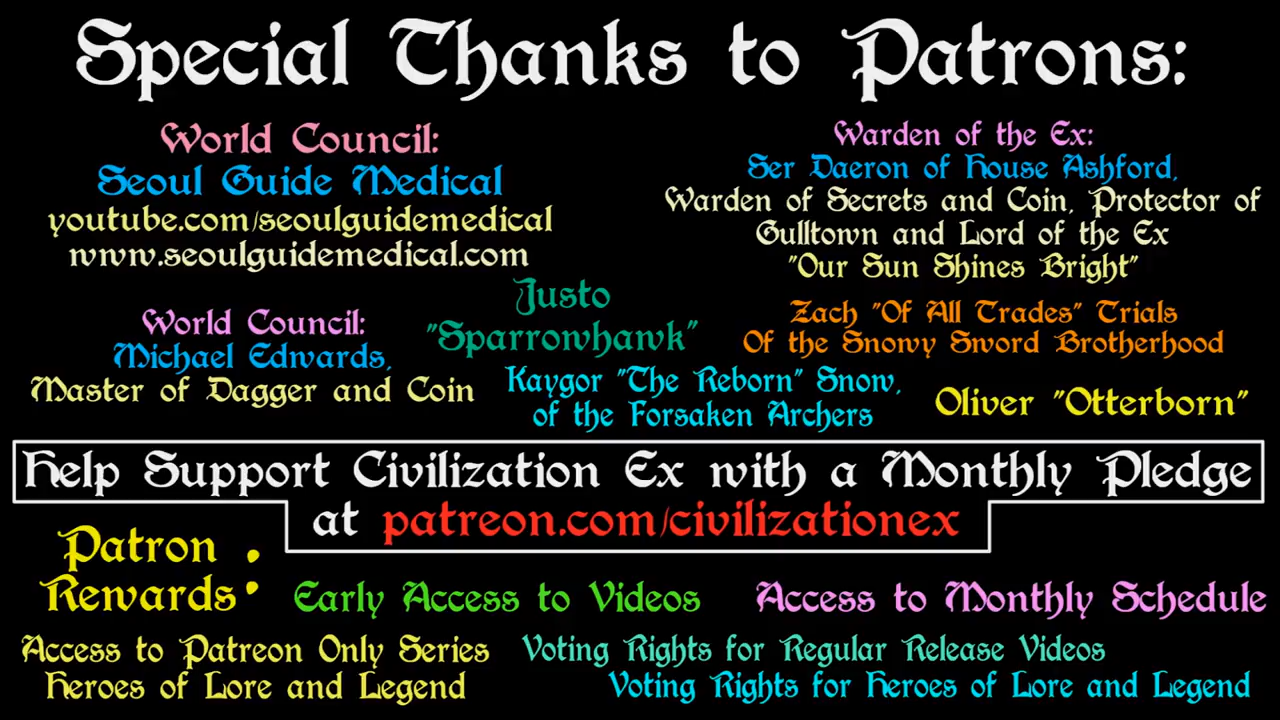 Special Thanks to Patrons:
World Council:
Seoul Guide Medical
youtube.com/seoulguidemedical
www.seoulguidemedical.com
Warden of the Ex:
Ser Daeron of House Ashford,
Warden of Secrets and Coin, Protector of
Gulltown and Lord of the Ex
"Our Sun Shines Bright"
World Council:
Michael Edwards,
Master of Dagger and Coin
Justo
"Sparrowhawk"
Zach "Of All Trades" Trials
Of the Snowy Sword Brotherhood
Kaygor "The Reborn" Snow,
of the Forsaken Archers
Oliver "Otterborn"
Help Support Civilization Ex with a Monthly Pledge
at patreon.com/civilizationex
Patron
Rewards:
Early Access to Videos
Access to Monthly Schedule
Access to Patreon Only Series
Heroes of Lore and Legend
Voting Rights for Regular Release Videos
Voting Rights for Heroes of Lore and Legend